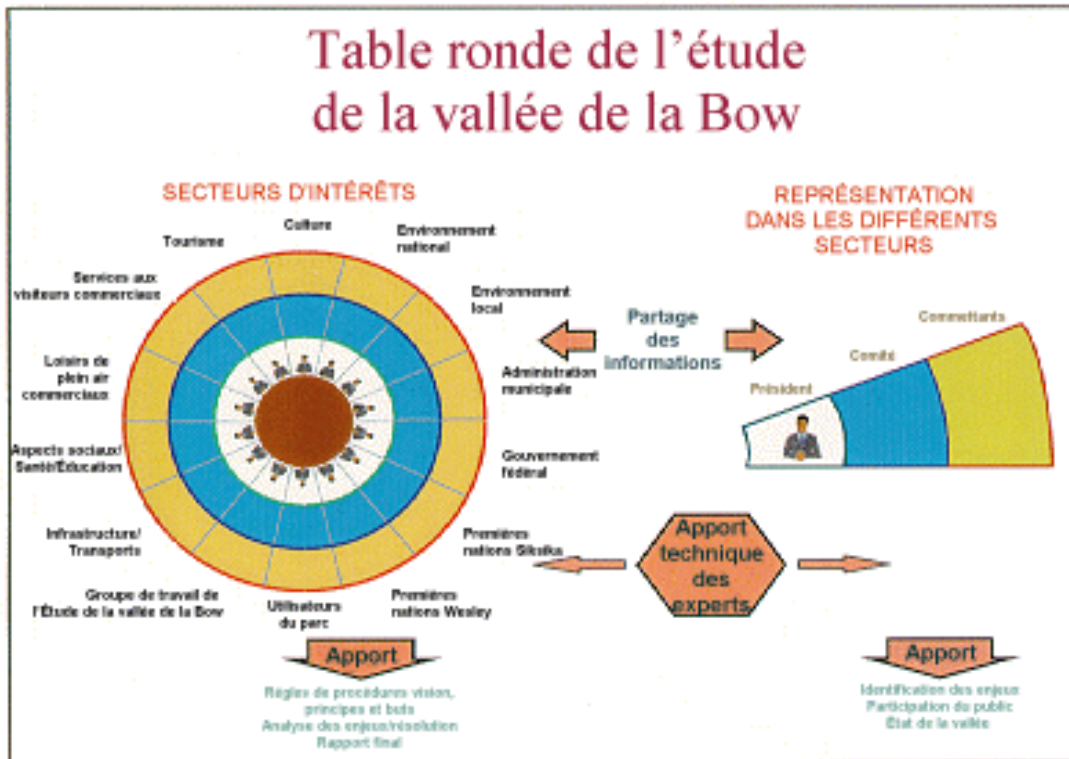 Table ronde de l'étude
de la vallée de la Bow
SECTEURS D'INTÉRÊTS
Culture
Environnement
national
Tourisme
Services aux
visiteurs commerciaux
Environnement
local
Loisirs de
plein air
commerciaux
Administration
municipale
Aspects sociaux/
Santé/Éducation
Gouvernement
fédéral
Infrastructure/
Transports
Premières
nations Siksika
Groupe de travail de
l'Étude de la vallée de la Bow
Utilisateurs
du parc
Premières
nations Wesley
Partage
des
informations
REPRÉSENTATION
DANS LES DIFFÉRENTS
SECTEURS
Commettants
Comité
Président
Apport
technique
des
experts
Apport
Règles de procédures vision,
principes et buts
Analyse des enjeux/résolution
Rapport final
Apport
Identification des enjeux
Participation du public
État de la vallée